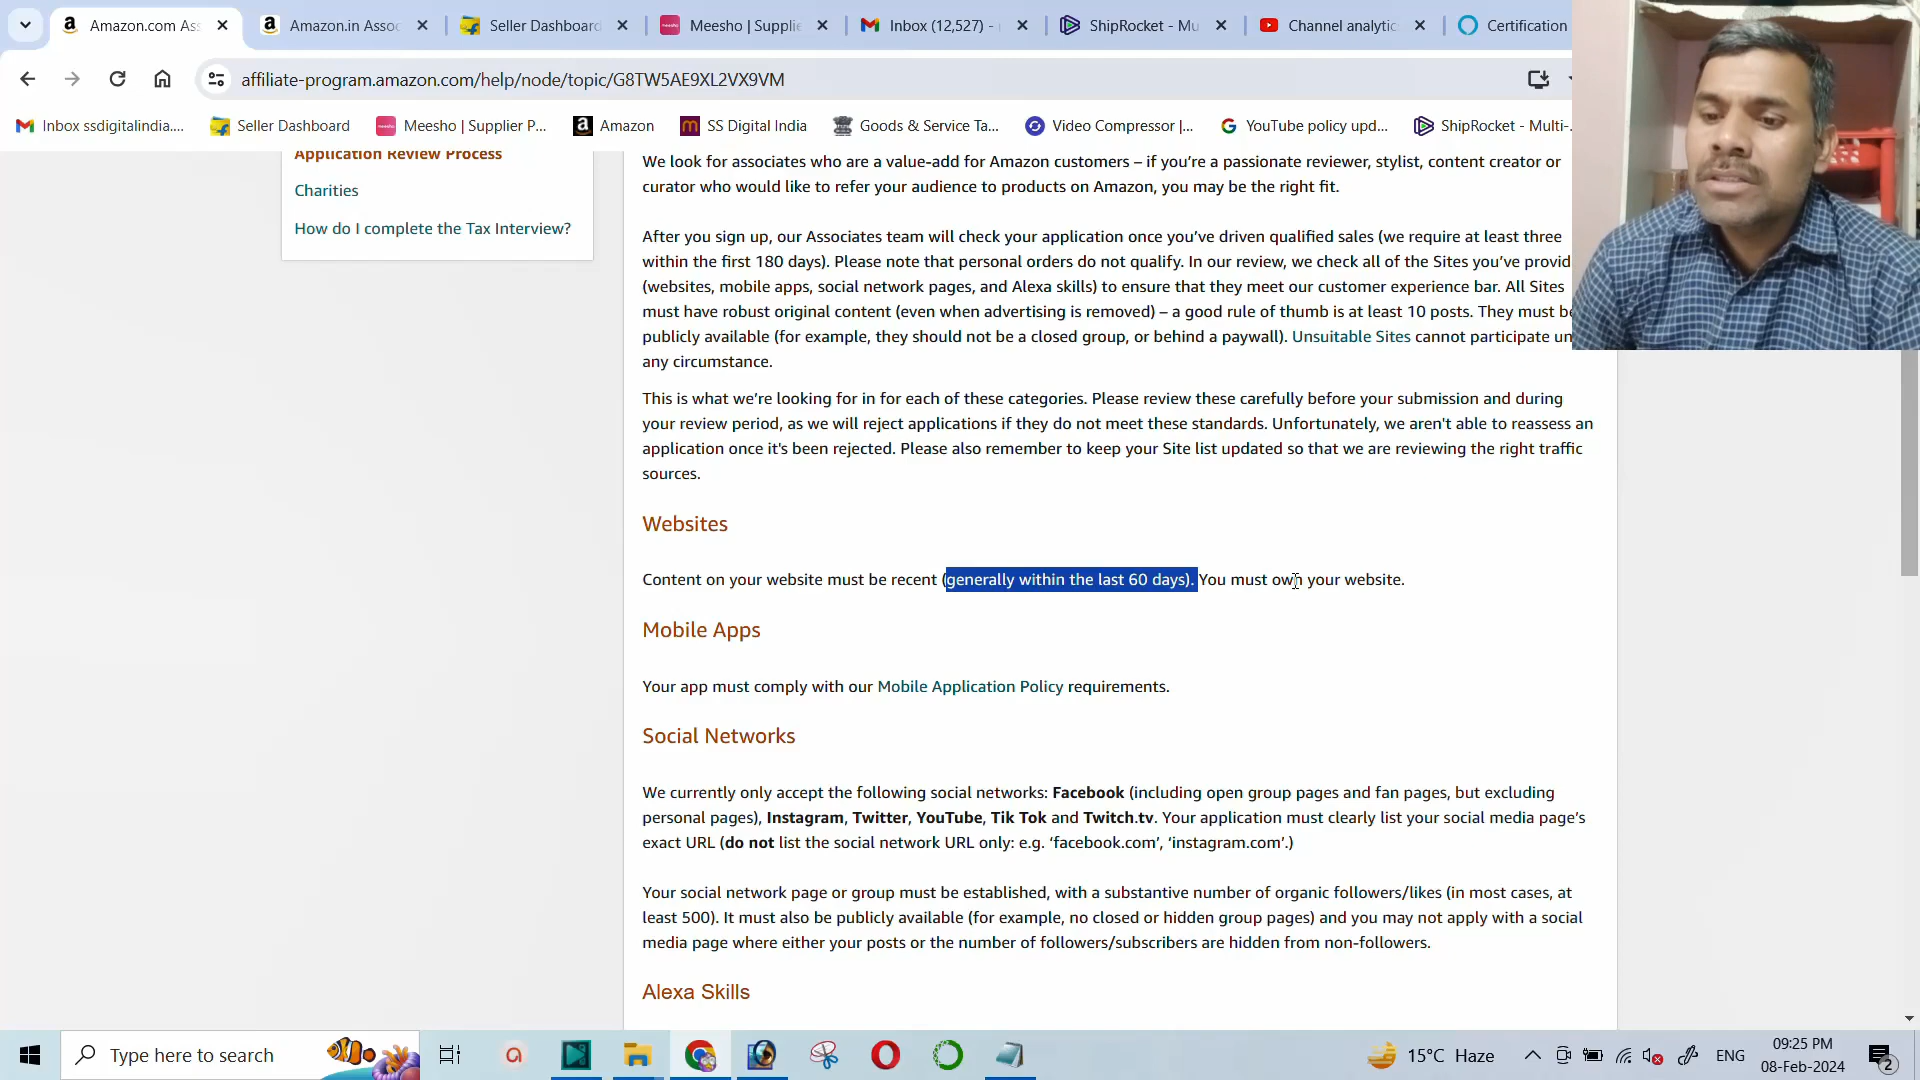 Amazon.com Ass
Amazon.in Assoc
Seller Dashboard
Meesho | Supplie
Inbox (12,527) -
ShipRocket - Mu
Channel analytic
Certification
affiliate-program.amazon.com/help/node/topic/G8TW5AE9XL2VX9VM
Inbox ssdigitalindia....
Seller Dashboard
Meesho | Supplier P...
Amazon
SS Digital India
Goods & Service Ta...
Video Compressor |...
YouTube policy upd...
ShipRocket - Multi-...
Application Review Process
Charities
How do I complete the Tax Interview?
We look for associates who are a value-add for Amazon customers – if you’re a passionate reviewer, stylist, content creator or
curator who would like to refer your audience to products on Amazon, you may be the right fit.
After you sign up, our Associates team will check your application once you’ve driven qualified sales (we require at least three
within the first 180 days). Please note that personal orders do not qualify. In our review, we check all of the Sites you’ve provid
(websites, mobile apps, social network pages, and Alexa skills) to ensure that they meet our customer experience bar. All Sites
must have robust original content (even when advertising is removed) – a good rule of thumb is at least 10 posts. They must be
publicly available (for example, they should not be a closed group, or behind a paywall). Unsuitable Sites cannot participate un
any circumstance.
This is what we’re looking for in for each of these categories. Please review these carefully before your submission and during
your review period, as we will reject applications if they do not meet these standards. Unfortunately, we aren't able to reassess an
application once it's been rejected. Please also remember to keep your Site list updated so that we are reviewing the right traffic
sources.
Websites
Content on your website must be recent (generally within the last 60 days). You must own your website.
Mobile Apps
Your app must comply with our Mobile Application Policy requirements.
Social Networks
We currently only accept the following social networks: Facebook (including open group pages and fan pages, but excluding
personal pages), Instagram, Twitter, YouTube, Tik Tok and Twitch.tv. Your application must clearly list your social media page’s
exact URL (do not list the social network URL only: e.g. ‘facebook.com’, ‘instagram.com’.)
Your social network page or group must be established, with a substantive number of organic followers/likes (in most cases, at
least 500). It must also be publicly available (for example, no closed or hidden group pages) and you may not apply with a social
media page where either your posts or the number of followers/subscribers are hidden from non-followers.
Alexa Skills
Type here to search
15°C Haze
ENG
09:25 PM
08-Feb-2024
2